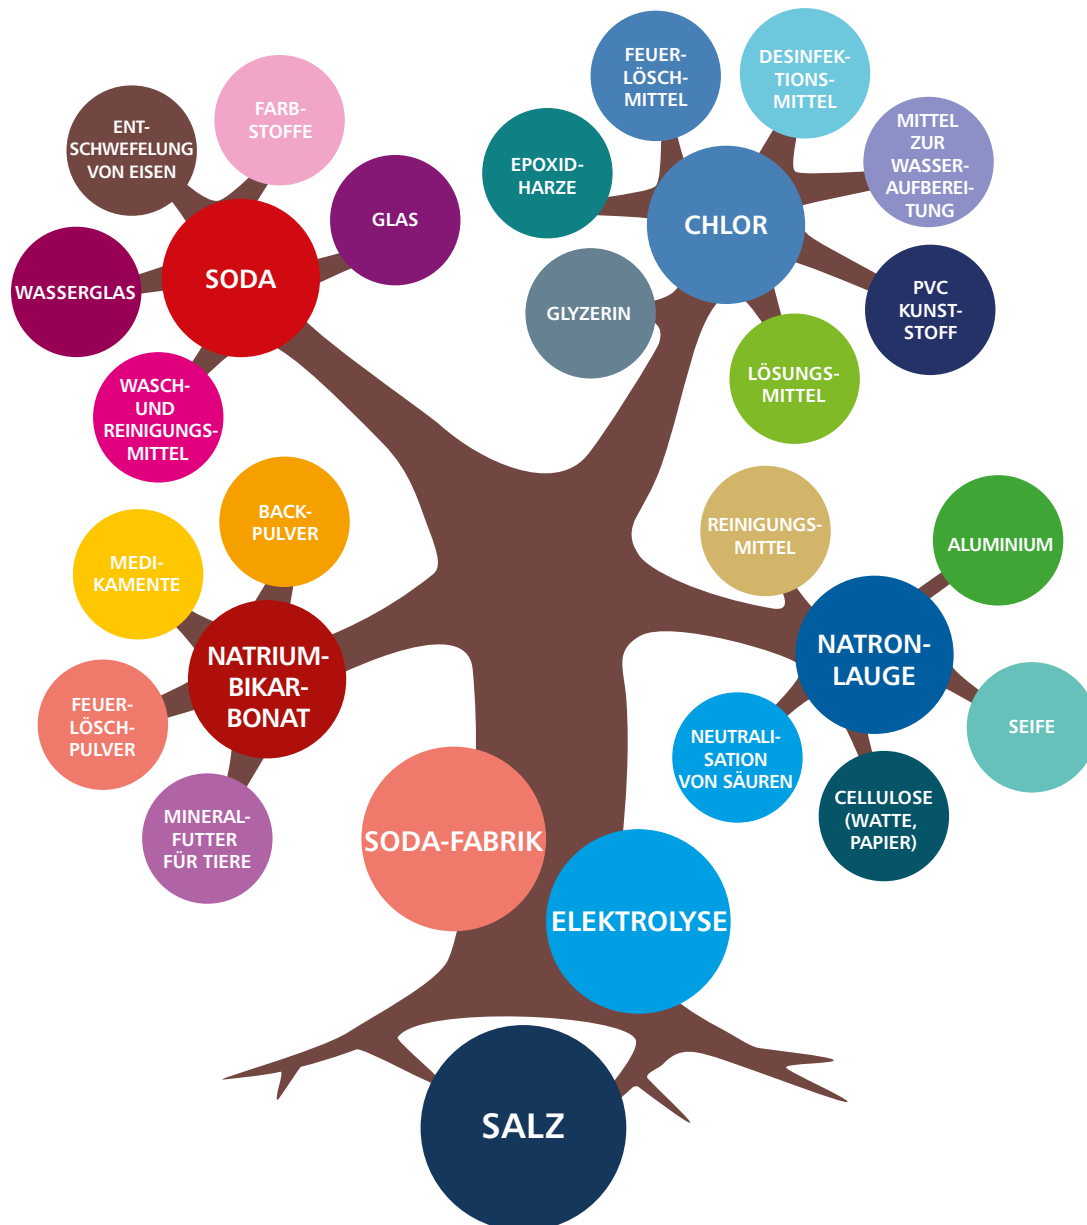 FEUER-
LÖSCH-
MITTEL
DESINFEK-
TIONS-
MITTEL
FARB-
STOFFE
ENT-
SCHWEFELUNG
VON EISEN
MITTEL
ZUR
WASSER-
AUFBEREI-
TUNG
EPOXID-
HARZE
GLAS
CHLOR
SODA
WASSERGLAS
GLYZERIN
PVC
KUNST-
STOFF
LÖSUNGS-
MITTEL
WASCH-
UND
REINIGUNGS-
MITTEL
BACK-
PULVER
REINIGUNGS-
MITTEL
ALUMINIUM
MEDI-
KAMENTE
NATRIUM-
BIKAR-
BONAT
NATRON-
LAUGE
FEUER-
LÖSCH-
PULVER
SEIFE
NEUTRALI-
SATION
VON SÄUREN
CELLULOSE
(WATTE,
PAPIER)
MINERAL-
FUTTER
FÜR TIERE
SODA-FABRIK
ELEKTROLYSE
SALZ